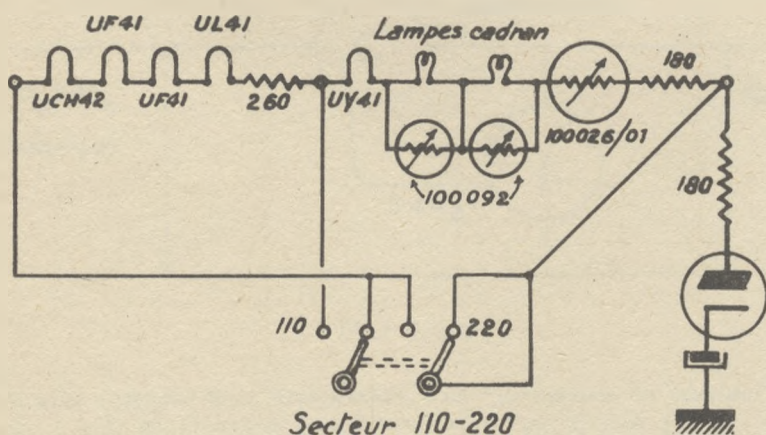 UF41 UL41
UCH42 UF41 260 UY41
Lampes cadran
180
100026/01
100092
180
110 220
Secteur 110-220